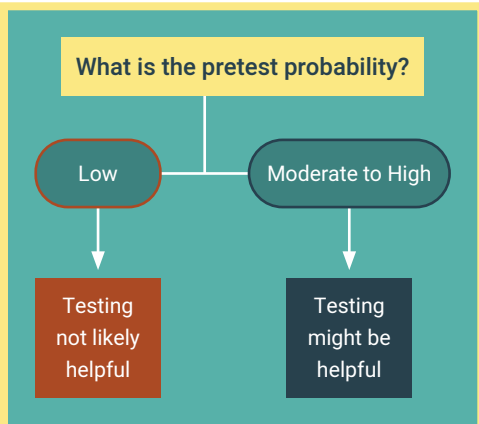 What is the pretest probability?
Low
Moderate to High
Testing
not likely
helpful
Testing
might be
helpful